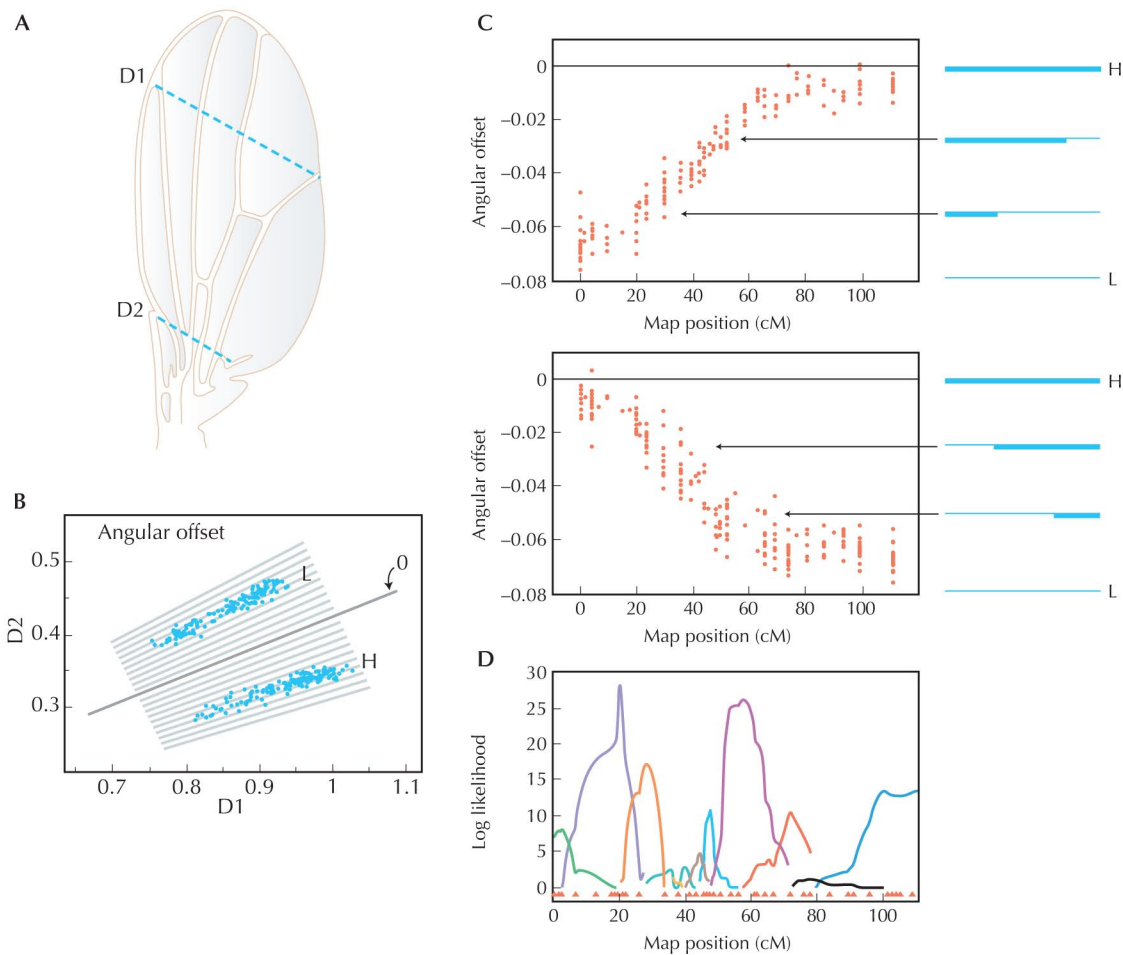 A
D1
D2
B
Angular offset
0
L
H
0.5
0.4
0.3
D2
0.7 0.8 0.9 1 1.1
D1
C
0
−0.02
−0.04
−0.06
−0.08
Angular offset
0 20 40 60 80 100
Map position (cM)
H
L
0
−0.02
−0.04
−0.06
−0.08
Angular offset
0 20 40 60 80 100
Map position (cM)
H
L
D
30
25
20
15
10
5
0
Log likelihood
0 20 40 60 80 100
Map position (cM)